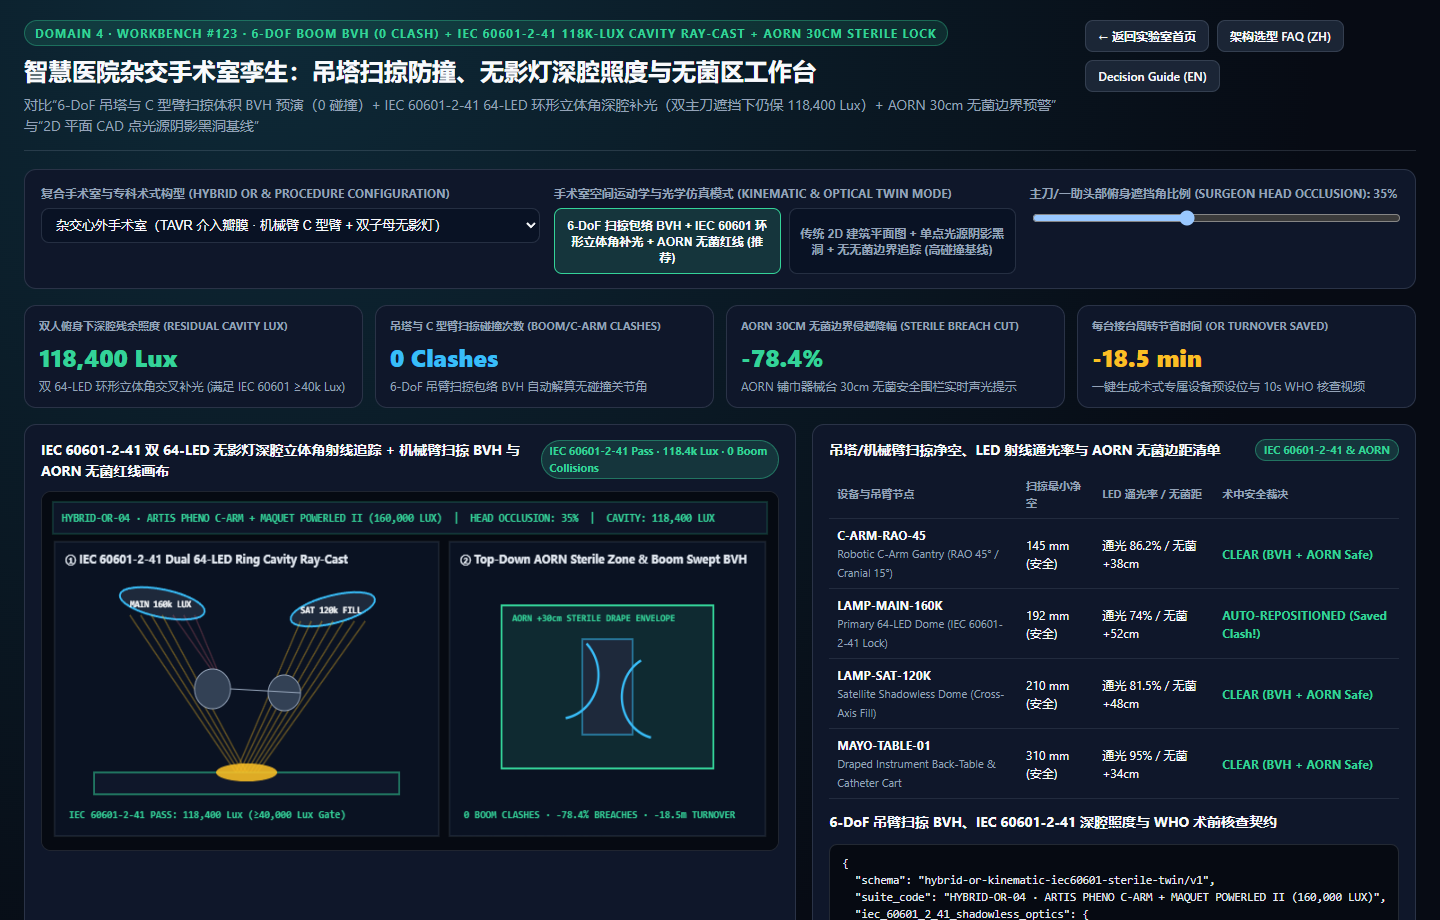 DOMAIN 4 · WORKBENCH #123 · 6-DOF BOOM BVH (0 CLASH) + IEC 60601-2-41 118K-LUX CAVITY RAY-CAST + AORN 30CM STERILE LOCK
← 返回实验室首页
架构选型 FAQ (ZH)
Decision Guide (EN)
智慧医院杂交手术室孪生：吊塔扫掠防撞、无影灯深腔照度与无菌区工作台
对比“6-DoF 吊塔与 C 型臂扫掠体积 BVH 预演（0 碰撞）+ IEC 60601-2-41 64-LED 环形立体角深腔补光（双主刀遮挡下仍保 118,400 Lux）+ AORN 30cm 无菌边界预警”
与“2D 平面 CAD 点光源阴影黑洞基线”
复合手术室与专科术式构型 (HYBRID OR & PROCEDURE CONFIGURATION)
杂交心外手术室（TAVR 介入瓣膜 · 机械臂 C 型臂 + 双子母无影灯）
手术室空间运动学与光学仿真模式 (KINEMATIC & OPTICAL TWIN MODE)
6-DoF 扫掠包络 BVH + IEC 60601 环
形立体角补光 + AORN 无菌红线 (推
荐)
传统 2D 建筑平面图 + 单点光源阴影黑
洞 + 无无菌边界追踪 (高碰撞基线)
主刀/一助头部俯身遮挡角比例 (SURGEON HEAD OCCLUSION): 35%
双人俯身下深腔残余照度 (RESIDUAL CAVITY LUX)
118,400 Lux
双 64-LED 环形立体角交叉补光 (满足 IEC 60601 ≥40k Lux)
吊塔与 C 型臂扫掠碰撞次数 (BOOM/C-ARM CLASHES)
0 Clashes
6-DoF 吊臂扫掠包络 BVH 自动解算无碰撞关节角
AORN 30CM 无菌边界侵越降幅 (STERILE BREACH CUT)
-78.4%
AORN 铺巾器械台 30cm 无菌安全围栏实时声光提示
每台接台周转节省时间 (OR TURNOVER SAVED)
-18.5 min
一键生成术式专属设备预设位与 10s WHO 核查视频
IEC 60601-2-41 双 64-LED 无影灯深腔立体角射线追踪 + 机械臂扫掠 BVH 与
AORN 无菌红线画布
IEC 60601-2-41 Pass · 118.4k Lux · 0 Boom
Collisions
HYBRID-OR-04 · ARTIS PHENO C-ARM + MAQUET POWERLED II (160,000 LUX) | HEAD OCCLUSION: 35% | CAVITY: 118,400 LUX
① IEC 60601-2-41 Dual 64-LED Ring Cavity Ray-Cast
MAIN 160k LUX
SAT 120k FILL
IEC 60601-2-41 PASS: 118,400 Lux (≥40,000 Lux Gate)
② Top-Down AORN Sterile Zone & Boom Swept BVH
AORN +30cm STERILE DRAPE ENVELOPE
0 BOOM CLASHES · -78.4% BREACHES · -18.5m TURNOVER
吊塔/机械臂扫掠净空、LED 射线通光率与 AORN 无菌边距清单
IEC 60601-2-41 & AORN
设备与吊臂节点
扫掠最小净
空
LED 通光率 / 无菌距
术中安全裁决
C-ARM-RAO-45
Robotic C-Arm Gantry (RAO 45° /
Cranial 15°)
145 mm
(安全)
通光 86.2% / 无菌
+38cm
CLEAR (BVH + AORN Safe)
LAMP-MAIN-160K
Primary 64-LED Dome (IEC 60601-
2-41 Lock)
192 mm
(安全)
通光 74% / 无菌
+52cm
AUTO-REPOSITIONED (Saved
Clash!)
LAMP-SAT-120K
Satellite Shadowless Dome (Cross-
Axis Fill)
210 mm
(安全)
通光 81.5% / 无菌
+48cm
CLEAR (BVH + AORN Safe)
MAYO-TABLE-01
Draped Instrument Back-Table &
Catheter Cart
310 mm
(安全)
通光 95% / 无菌
+34cm
CLEAR (BVH + AORN Safe)
6-DoF 吊臂扫掠 BVH、IEC 60601-2-41 深腔照度与 WHO 术前核查契约
{
"schema": "hybrid-or-kinematic-iec60601-sterile-twin/v1",
"suite_code": "HYBRID-OR-04 · ARTIS PHENO C-ARM + MAQUET POWERLED II (160,000 LUX)",
"iec_60601_2_41_shadowless_optics": {